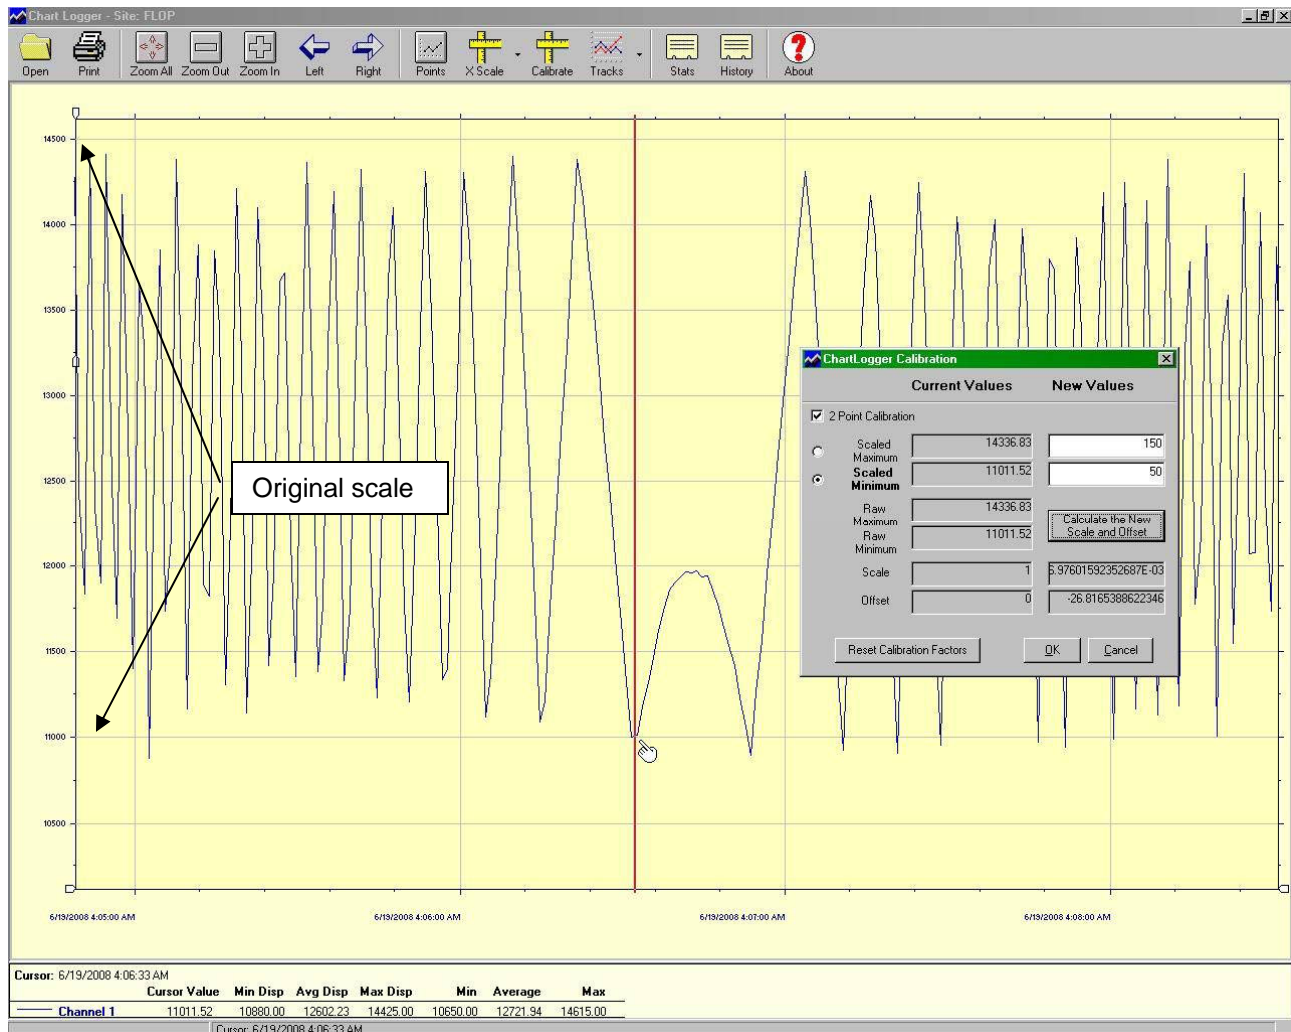 Chart Logger - Site: FLOP
Open Print Zoom All Zoom Out Zoom In Left Right Points X Scale Calibrate Tracks Stats History About
14500
14000
13500
13000
12500
12000
11500
11000
10500
Original scale
6/19/2008 4:05:00 AM 6/19/2008 4:06:00 AM 6/19/2008 4:07:00 AM 6/19/2008 4:08:00 AM
ChartLogger Calibration
Current Values New Values
2 Point Calibration
Scaled Maximum 14336.83 150
Scaled Minimum 11011.52 50
Raw Maximum 14336.83
Raw Minimum 11011.52
Calculate the New
Scale and Offset
Scale 1 6.97601592352687E-03
Offset 0 -26.8165388622346
Reset Calibration Factors OK Cancel
Cursor: 6/19/2008 4:06:33 AM
Cursor Value Min Disp Avg Disp Max Disp Min Average Max
Channel 1 11011.52 10880.00 12602.23 14425.00 10650.00 12721.94 14615.00
Cursor: 6/19/2008 4:06:33 AM